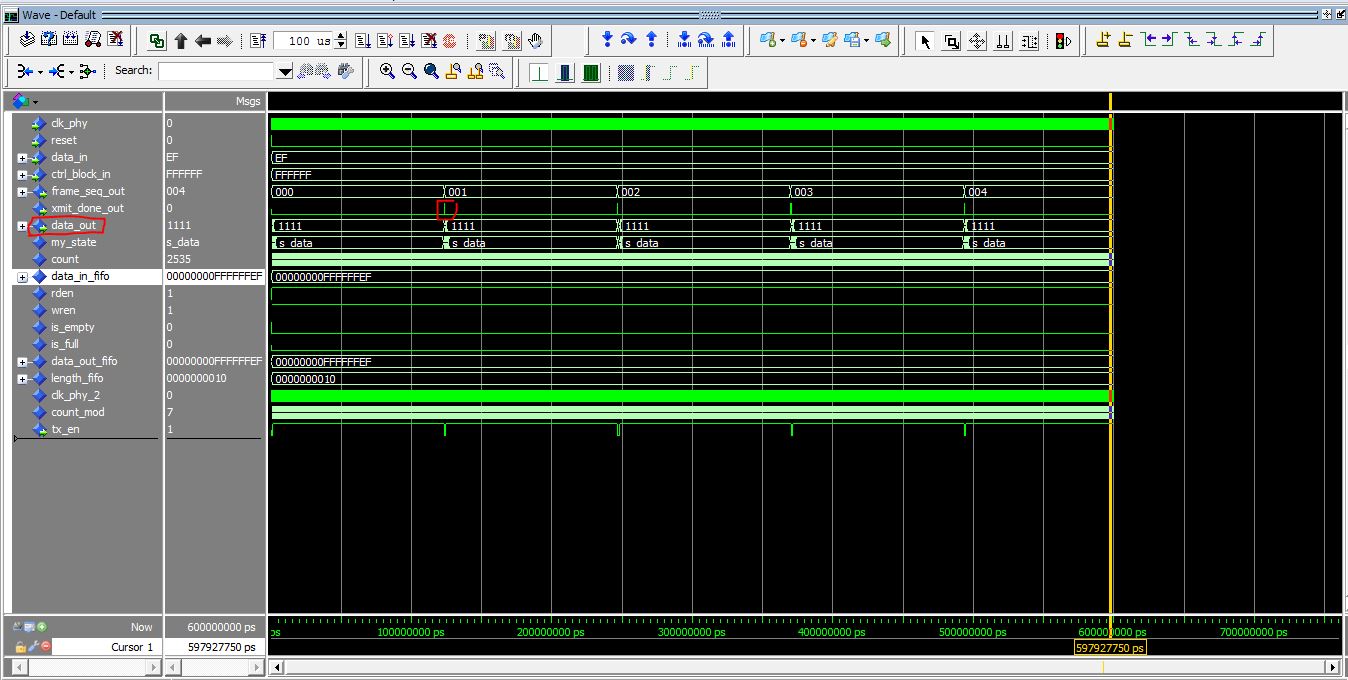 Wave - Default
100 us
Search:
Msgs
clk_phy 0
reset 0
data_in EF EF
ctrl_block_in FFFFFF FFFFFF
frame_seq_out 004 000 001 002 003 004
xmit_done_out 0
data_out 1111 1111 1111 1111 1111 1111
my_state s_data s_data s_data s_data s_data s_data
count 2535
data_in_fifo 00000000FFFFFFEF 00000000FFFFFFEF
rden 1
wren 1
is_empty 0
is_full 0
data_out_fifo 00000000FFFFFFEF 00000000FFFFFFEF
length_fifo 0000000010 0000000010
clk_phy_2 0
count_mod 7
tx_en 1
Now 600000000 ps ps 100000000 ps 200000000 ps 300000000 ps 400000000 ps 500000000 ps 600000000 ps 700000000 ps
Cursor 1 597927750 ps 597927750 ps